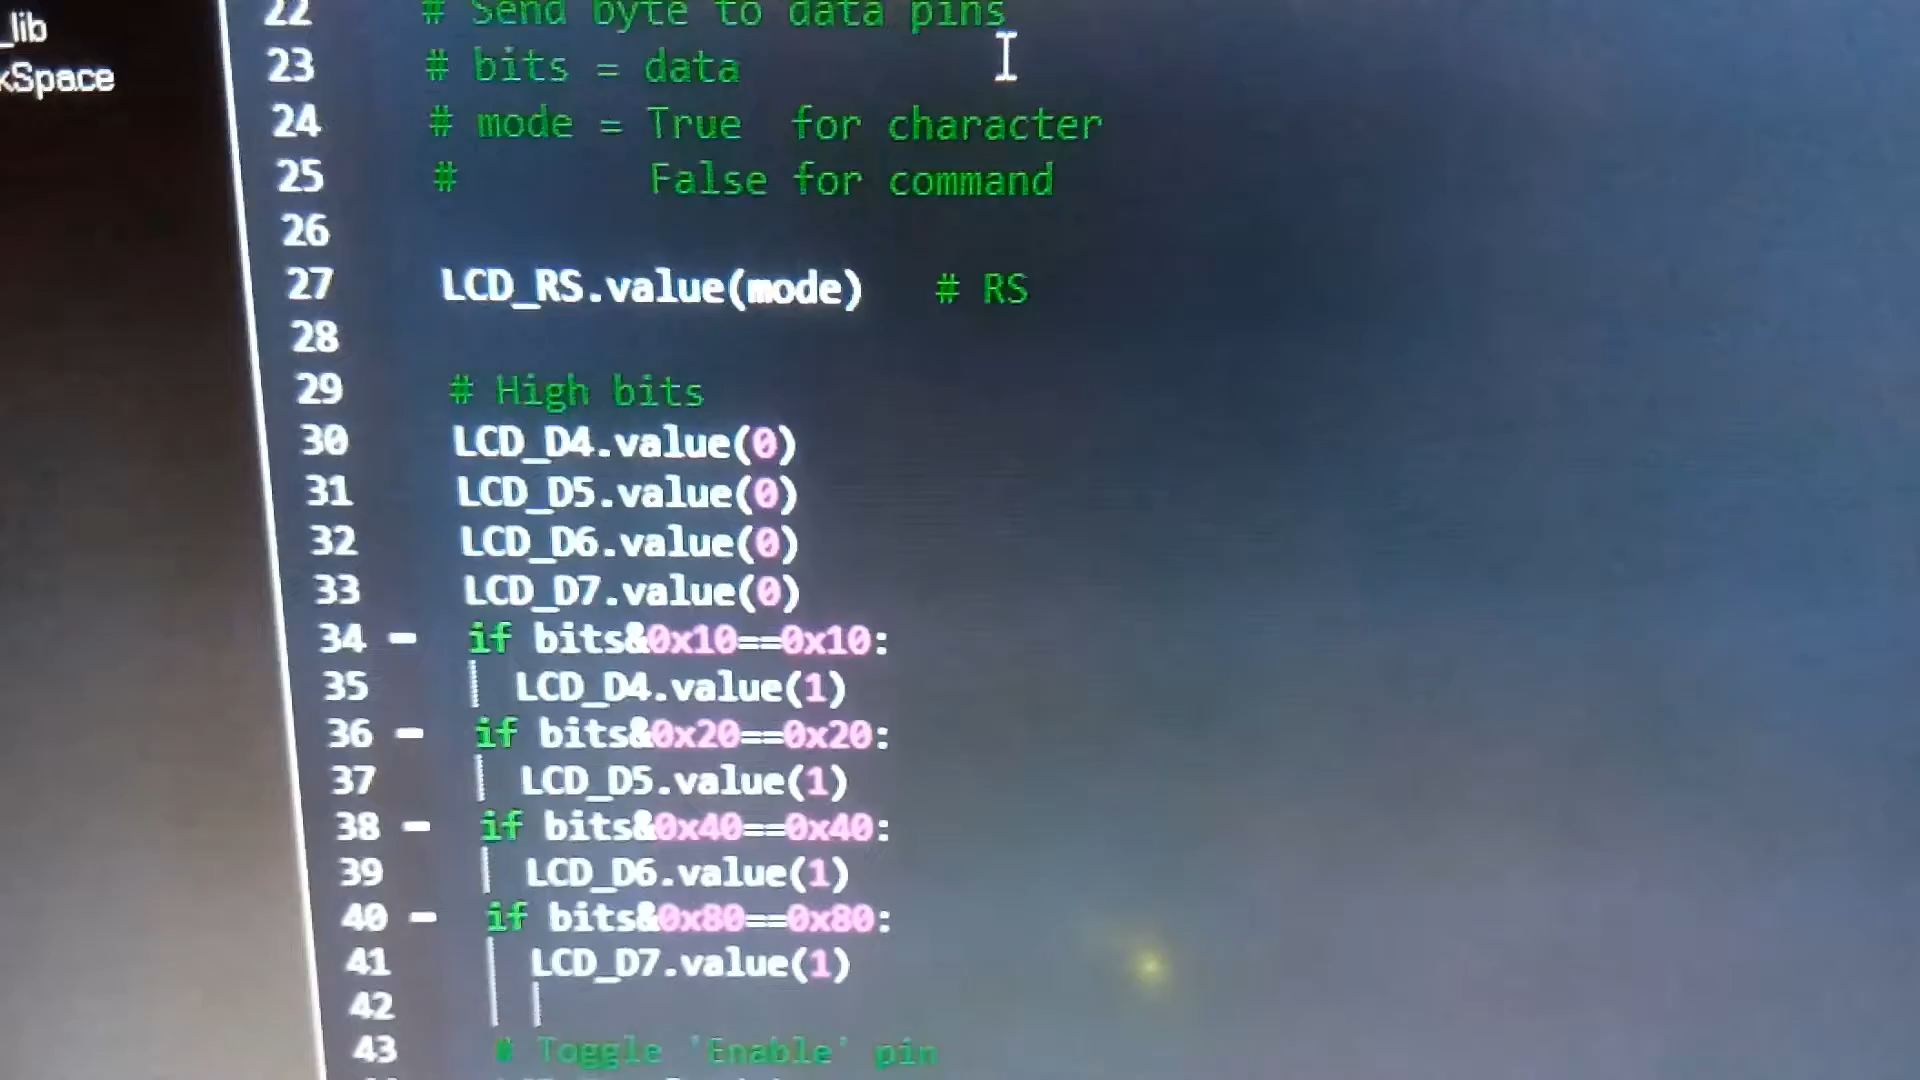 _lib
kSpace
22 # Send byte to data pins
23 # bits = data
24 # mode = True  for character
25 #        False for command
26
27 LCD_RS.value(mode)   # RS
28
29 # High bits
30 LCD_D4.value(0)
31 LCD_D5.value(0)
32 LCD_D6.value(0)
33 LCD_D7.value(0)
34 if bits&0x10==0x10:
35 LCD_D4.value(1)
36 if bits&0x20==0x20:
37 LCD_D5.value(1)
38 if bits&0x40==0x40:
39 LCD_D6.value(1)
40 if bits&0x80==0x80:
41 LCD_D7.value(1)
42
43 # Toggle 'Enable' pin